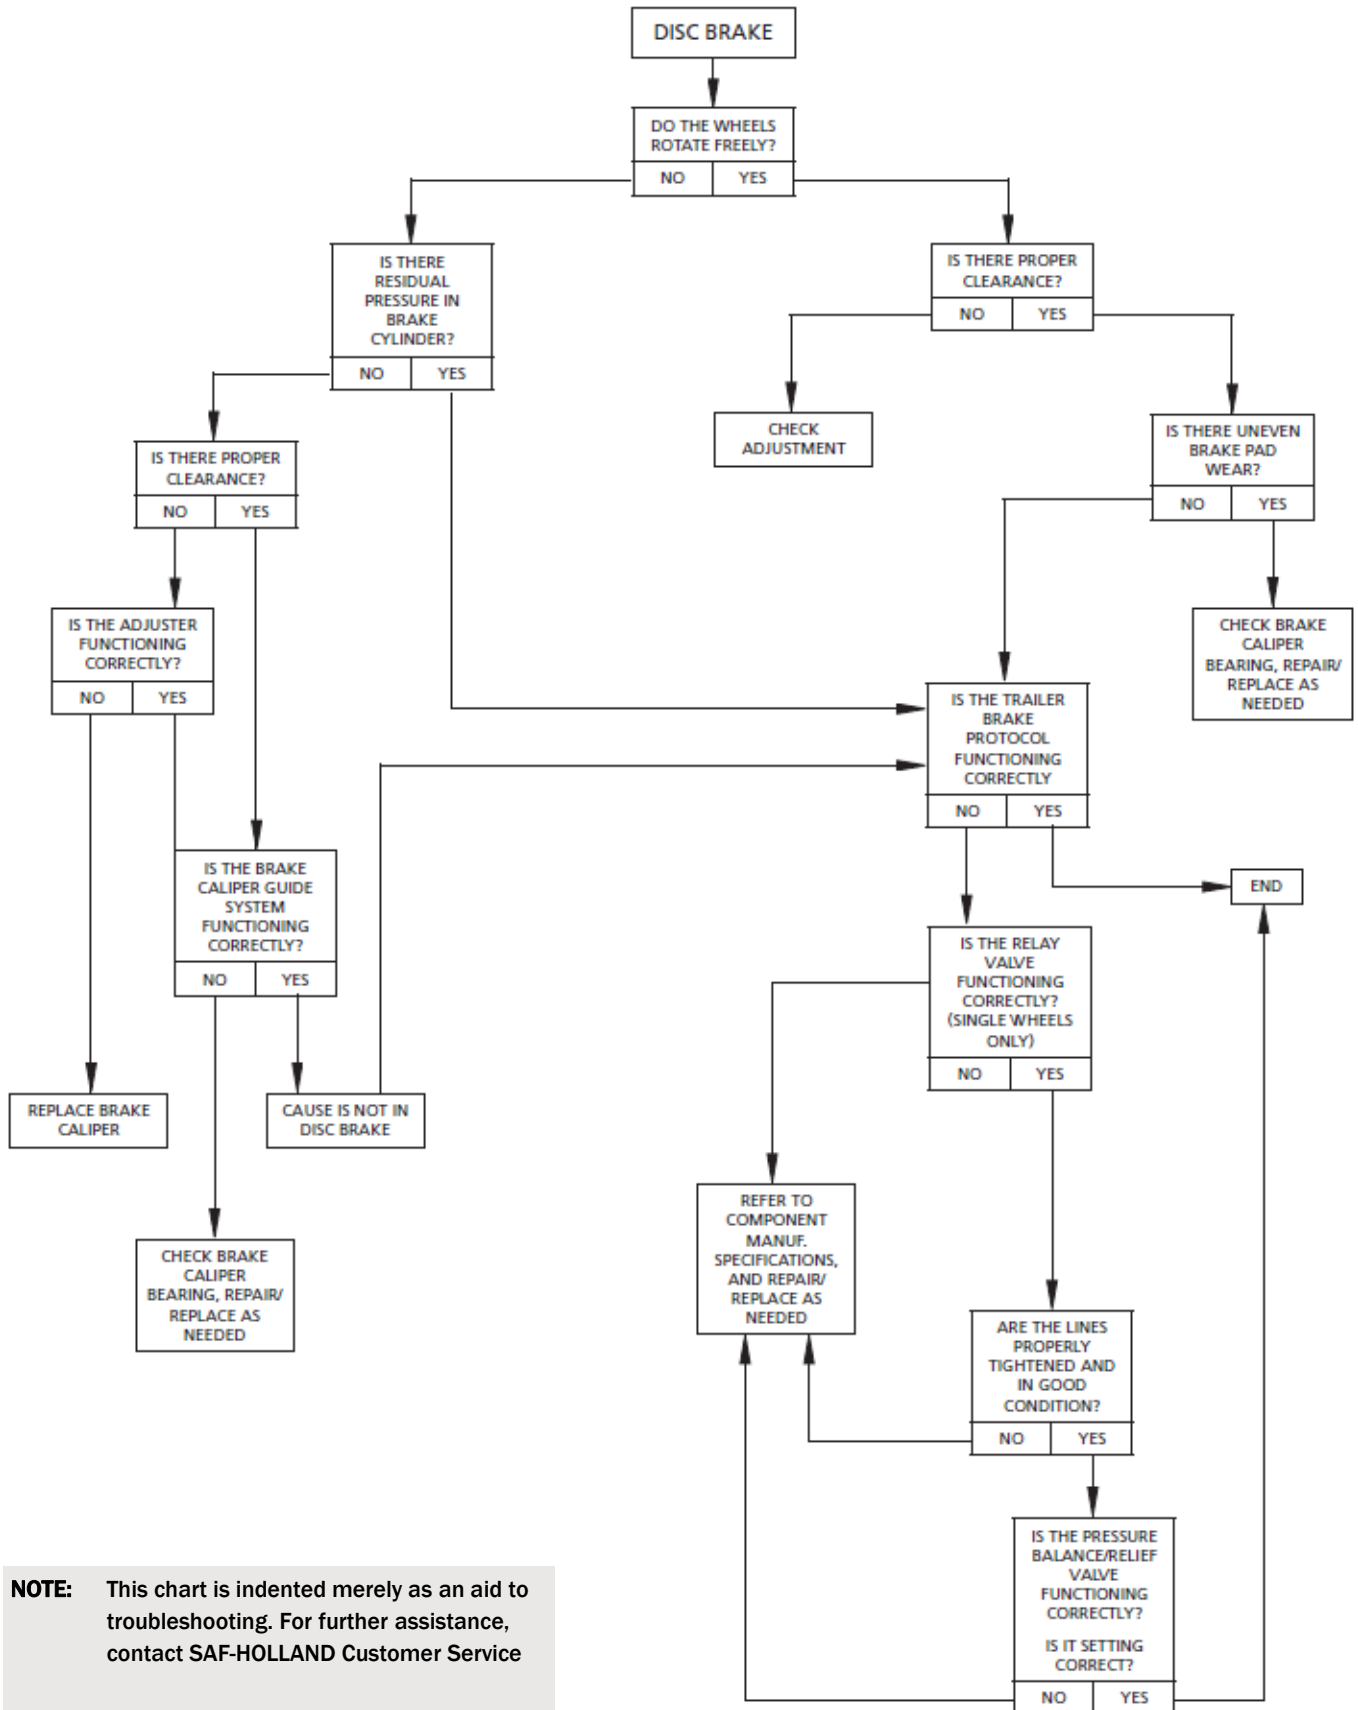 DISC BRAKE
DO THE WHEELS
ROTATE FREELY?
NO YES
IS THERE
RESIDUAL
PRESSURE IN
BRAKE
CYLINDER?
NO YES
IS THERE PROPER
CLEARANCE?
NO YES
CHECK
ADJUSTMENT
IS THERE UNEVEN
BRAKE PAD
WEAR?
NO YES
IS THERE PROPER
CLEARANCE?
NO YES
IS THE ADJUSTER
FUNCTIONING
CORRECTLY?
NO YES
CHECK BRAKE
CALIPER
BEARING, REPAIR/
REPLACE AS
NEEDED
IS THE TRAILER
BRAKE
PROTOCOL
FUNCTIONING
CORRECTLY
NO YES
IS THE BRAKE
CALIPER GUIDE
SYSTEM
FUNCTIONING
CORRECTLY?
NO YES
END
IS THE RELAY
VALVE
FUNCTIONING
CORRECTLY?
(SINGLE WHEELS
ONLY)
NO YES
REPLACE BRAKE
CALIPER
CAUSE IS NOT IN
DISC BRAKE
REFER TO
COMPONENT
MANUF.
SPECIFICATIONS,
AND REPAIR/
REPLACE AS
NEEDED
CHECK BRAKE
CALIPER
BEARING, REPAIR/
REPLACE AS
NEEDED
ARE THE LINES
PROPERLY
TIGHTENED AND
IN GOOD
CONDITION?
NO YES
IS THE PRESSURE
BALANCE/RELIEF
VALVE
FUNCTIONING
CORRECTLY?
IS IT SETTING
CORRECT?
NO YES
NOTE: This chart is indented merely as an aid to
troubleshooting. For further assistance,
contact SAF-HOLLAND Customer Service